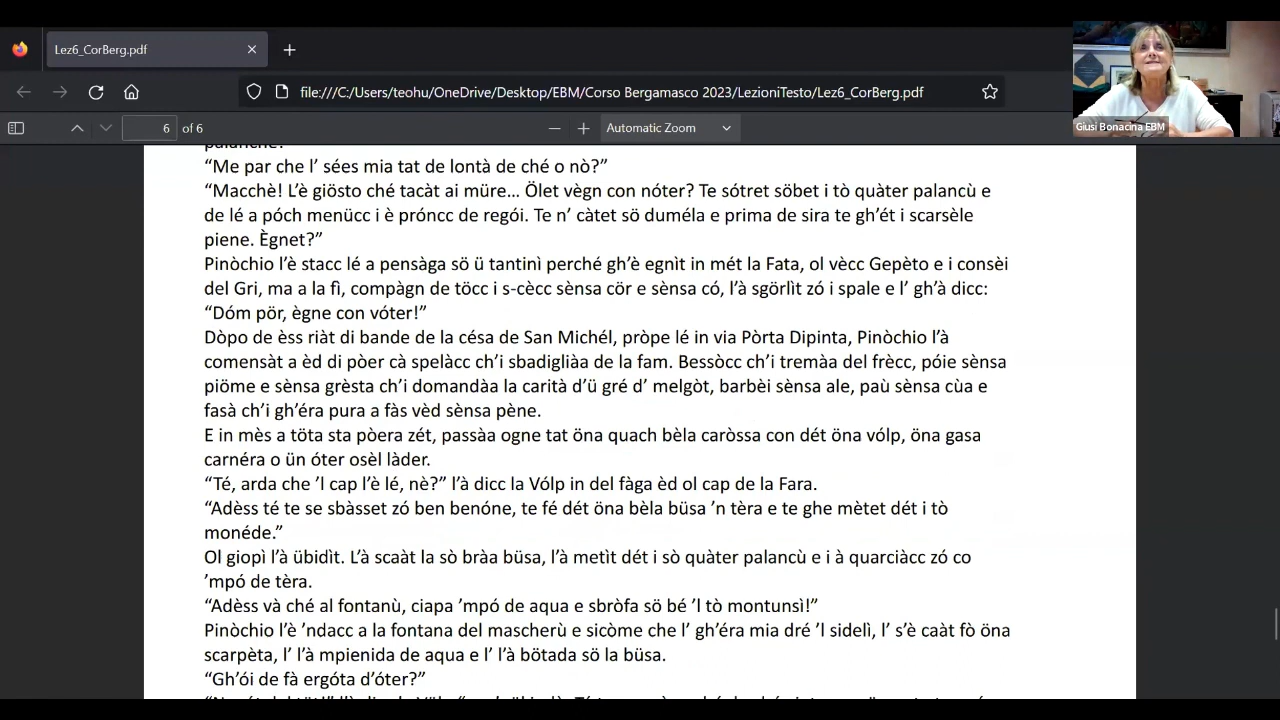 Lez6_CorBerg.pdf
file:///C:/Users/teohu/OneDrive/Desktop/EBM/Corso Bergamasco 2023/LezioniTesto/Lez6_CorBerg.pdf
Giusi Bonacina EBM
6 of 6
Automatic Zoom
“Me par che l’ sées mia tat de lontà de ché o nò?”
“Macchè! L’è giösto ché tacàt ai müre… Ölet vègn con nóter? Te sótret söbet i tò quàter palancù e
de lé a póch menücc i è próncc de regói. Te n’ càtet sö duméla e prima de sira te gh’ét i scarsèle
piene. Ègnet?”
Pinòchio l’è stacc lé a pensàga sö ü tantinì perché gh’è egnìt in mét la Fata, ol vècc Gepèto e i consèi
del Gri, ma a la fì, compàgn de töcc i s-cècc sènsa cör e sènsa có, l’à sgörlìt zó i spale e l’ gh’à dicc:
“Dóm pör, ègne con vóter!”
Dòpo de èss riàt di bande de la césa de San Michél, pròpe lé in via Pòrta Dipinta, Pinòchio l’à
comensàt a èd di pòer cà spelàcc ch’i sbadigliàa de la fam. Bessòcc ch’i tremàa del frècc, póie sènsa
piöme e sènsa grèsta ch’i domandàa la carità d’ü gré d’ melgòt, barbèi sènsa ale, paù sènsa cùa e
fasà ch’i gh’éra pura a fàs vèd sènsa pène.
E in mès a töta sta pòera zét, passàa ogne tat öna quach bèla caròssa con dét öna vólp, öna gasa
carnéra o ün óter osèl làder.
“Té, arda che ’l cap l’è lé, nè?” l’à dicc la Vólp in del fàga èd ol cap de la Fara.
“Adèss té te se sbàsset zó ben benóne, te fé dét öna bèla büsa ’n tèra e te ghe mètet dét i tò
monéde.”
Ol giopì l’à übidìt. L’à scaàt la sò bràa büsa, l’à metìt dét i sò quàter palancù e i à quarciàcc zó co
’mpó de tèra.
“Adèss và ché al fontanù, ciapa ’mpó de aqua e sbròfa sö bé ’l tò montunsì!”
Pinòchio l’è ’ndacc a la fontana del mascherù e sicòme che l’ gh’éra mia dré ’l sidelì, l’ s’è caàt fò öna
scarpèta, l’ l’à mpienida de aqua e l’ l’à bötada sö la büsa.
“Gh’ói de fà ergóta d’óter?”